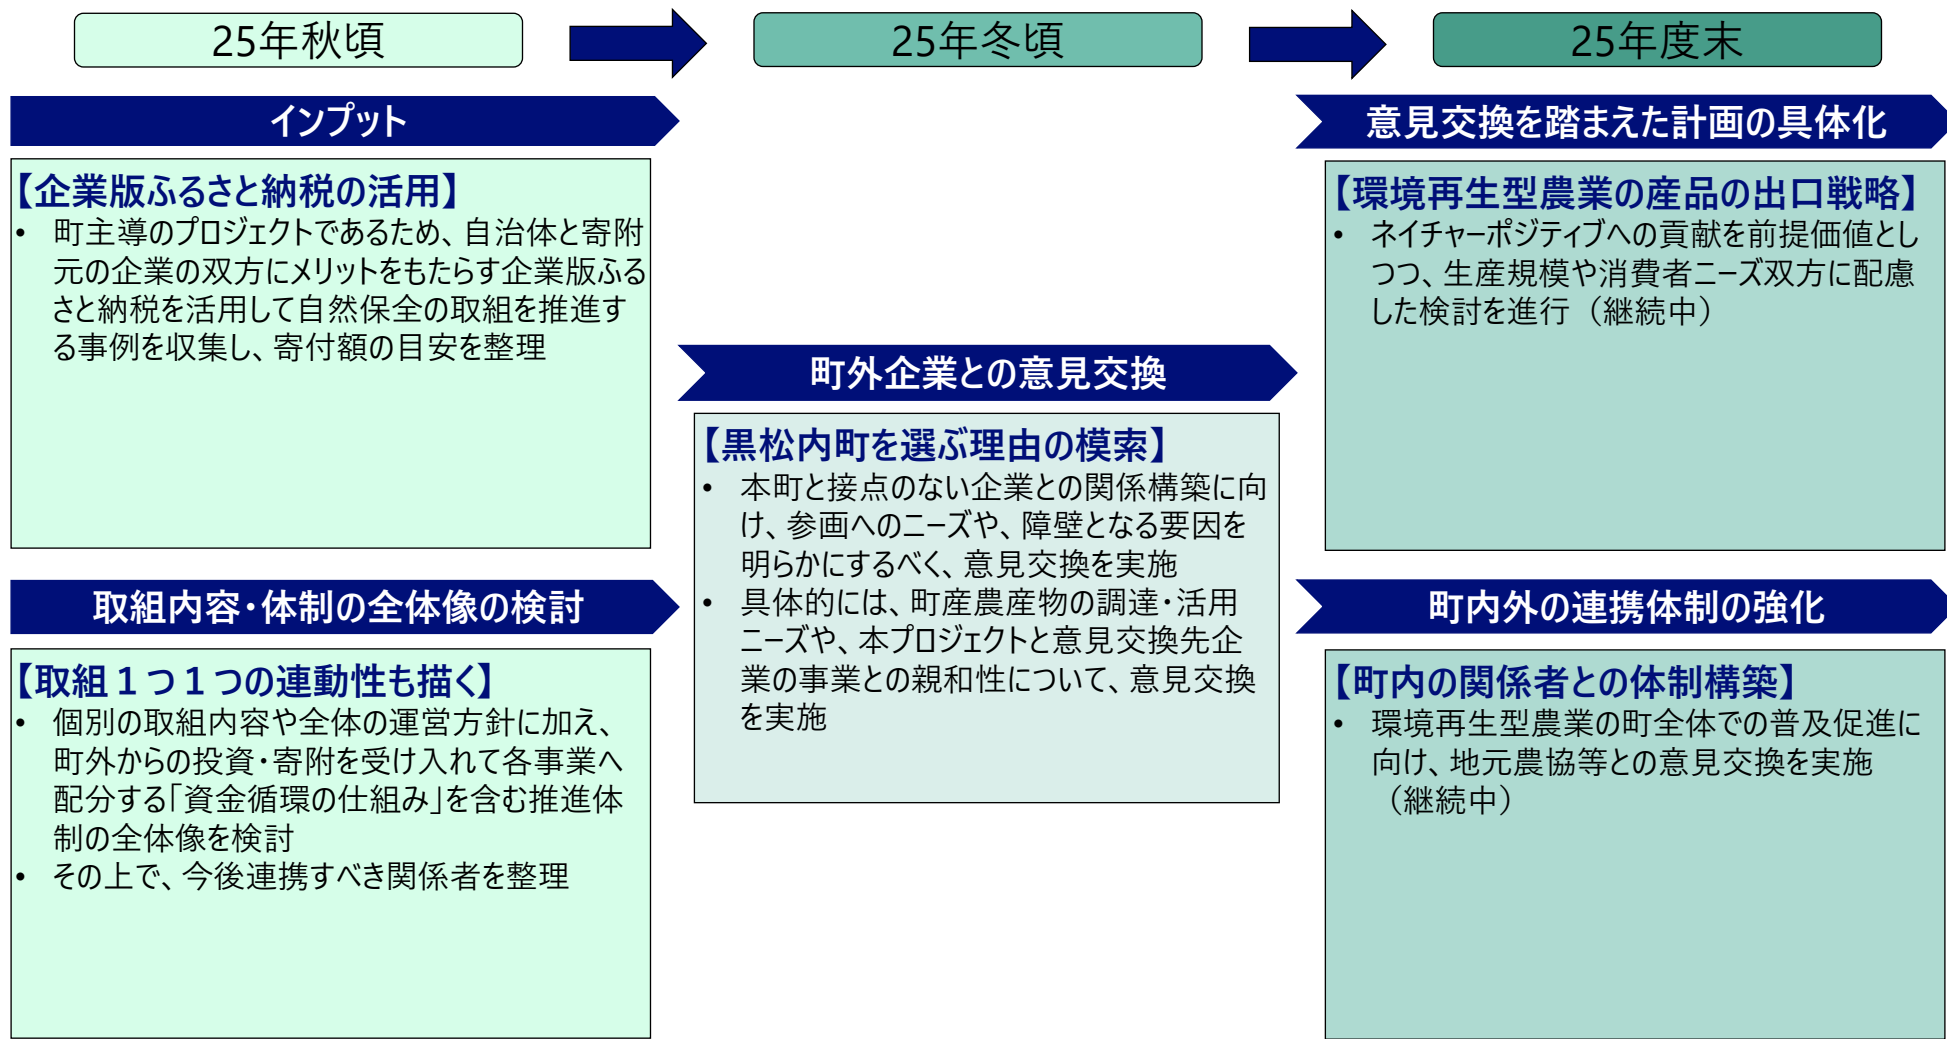 25年秋頃
25年冬頃
25年度末
インプット
【企業版ふるさと納税の活用】
• 町主導のプロジェクトであるため、自治体と寄附
元の企業の双方にメリットをもたらす企業版ふる
さと納税を活用して自然保全の取組を推進す
る事例を収集し、寄付額の目安を整理
取組内容・体制の全体像の検討
【取組１つ１つの連動性も描く】
• 個別の取組内容や全体の運営方針に加え、
町外からの投資・寄附を受け入れて各事業へ
配分する「資金循環の仕組み」を含む推進体
制の全体像を検討
• その上で、今後連携すべき関係者を整理
町外企業との意見交換
【黒松内町を選ぶ理由の模索】
• 本町と接点のない企業との関係構築に向
け、参画へのニーズや、障壁となる要因を
明らかにするべく、意見交換を実施
• 具体的には、町産農産物の調達・活用
ニーズや、本プロジェクトと意見交換先企
業の事業との親和性について、意見交換
を実施
意見交換を踏まえた計画の具体化
【環境再生型農業の産品の出口戦略】
• ネイチャーポジティブへの貢献を前提価値とし
つつ、生産規模や消費者ニーズ双方に配慮
した検討を進行（継続中）
町内外の連携体制の強化
【町内の関係者との体制構築】
• 環境再生型農業の町全体での普及促進に
向け、地元農協等との意見交換を実施
（継続中）